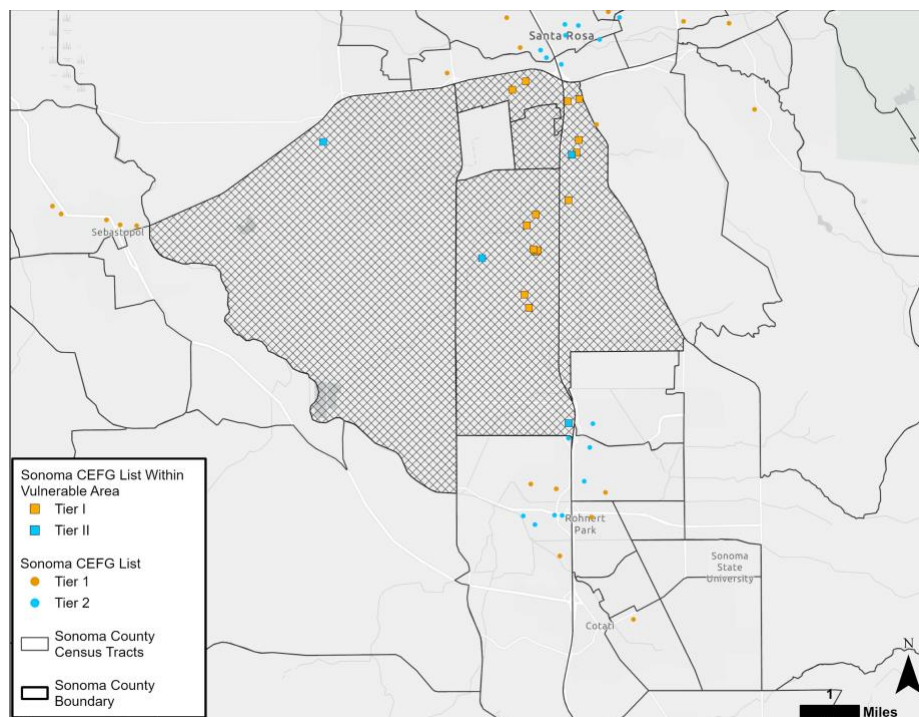 Santa Rosa
Sebastopol
Rohnert
Park
Sonoma
State
University
Cotati
Sonoma CEFG List Within
Vulnerable Area
Tier I
Tier II
Sonoma CEFG List
Tier 1
Tier 2
Sonoma County
Census Tracts
Sonoma County
Boundary
N
1
Miles